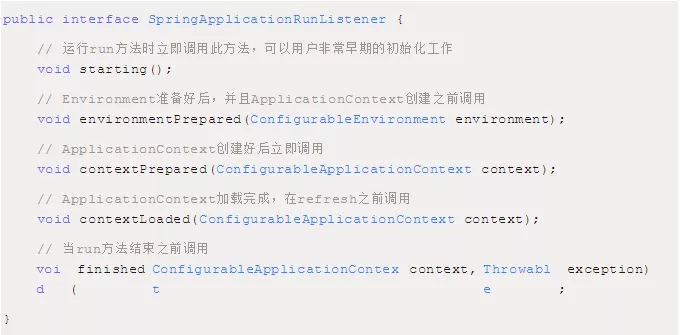 public interface SpringApplicationRunListener {
// 运行run方法时立即调用此方法，可以用户非常早期的初始化工作
void starting();
// Environment准备好后，并且ApplicationContext创建之前调用
void environmentPrepared(ConfigurableEnvironment environment);
// ApplicationContext创建好后立即调用
void contextPrepared(ConfigurableApplicationContext context);
// ApplicationContext加载完成，在refresh之前调用
void contextLoaded(ConfigurableApplicationContext context);
// 当run方法结束之前调用
voi finished ConfigurableApplicationContex context, Throwabl exception)
d ( t e ;
}